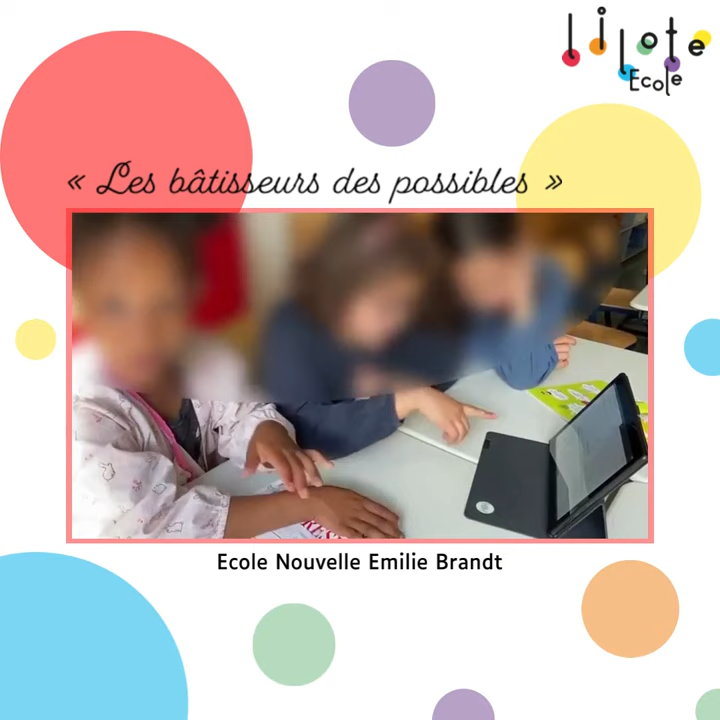 lilote
Ecole
« Les bâtisseurs des possibles »
Ecole Nouvelle Emilie Brandt